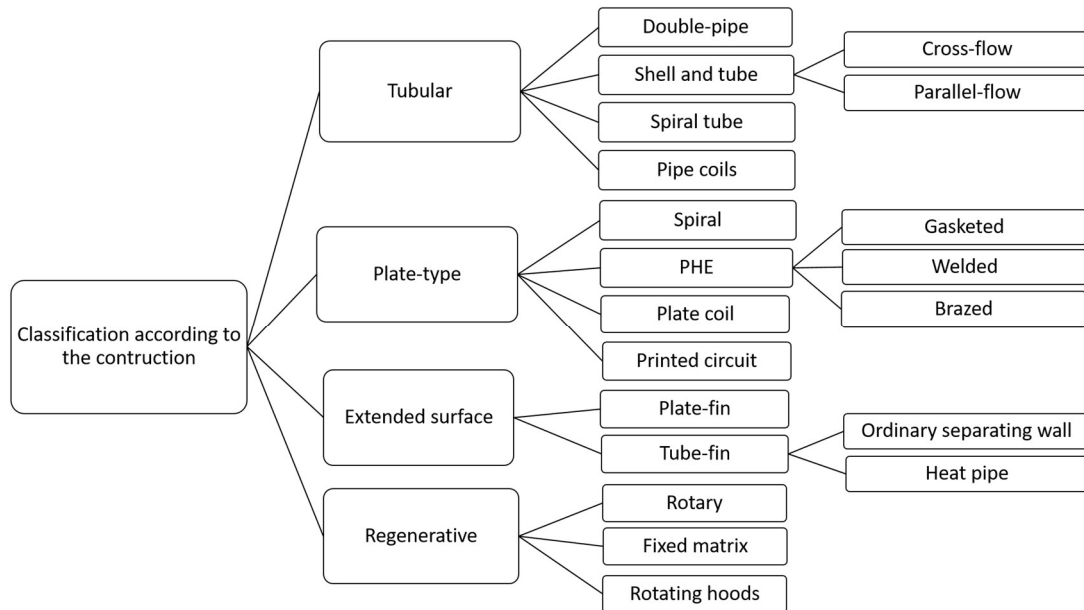 Classification according to
the contruction
Tubular
Double-pipe
Shell and tube
Cross-flow
Parallel-flow
Spiral tube
Pipe coils
Plate-type
Spiral
PHE
Gasketed
Welded
Brazed
Plate coil
Printed circuit
Extended surface
Plate-fin
Tube-fin
Ordinary separating wall
Heat pipe
Regenerative
Rotary
Fixed matrix
Rotating hoods